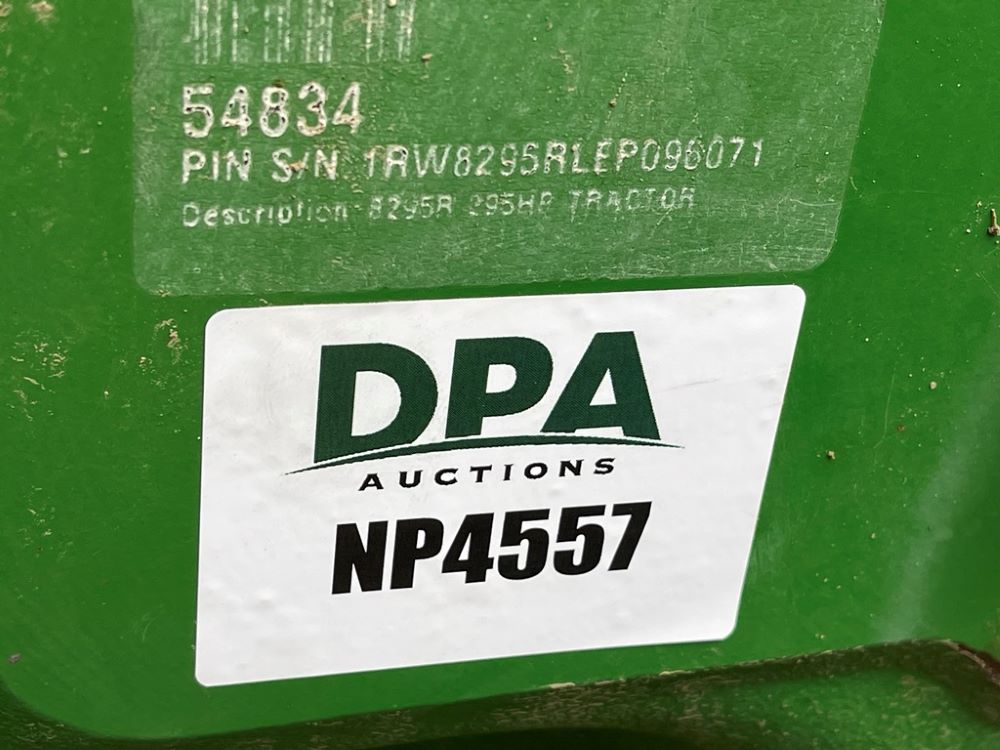 54834
PIN S/N 1RW8295RLEP096071
Description 8295R 295HP TRACTOR
DPA
AUCTIONS
NP4557